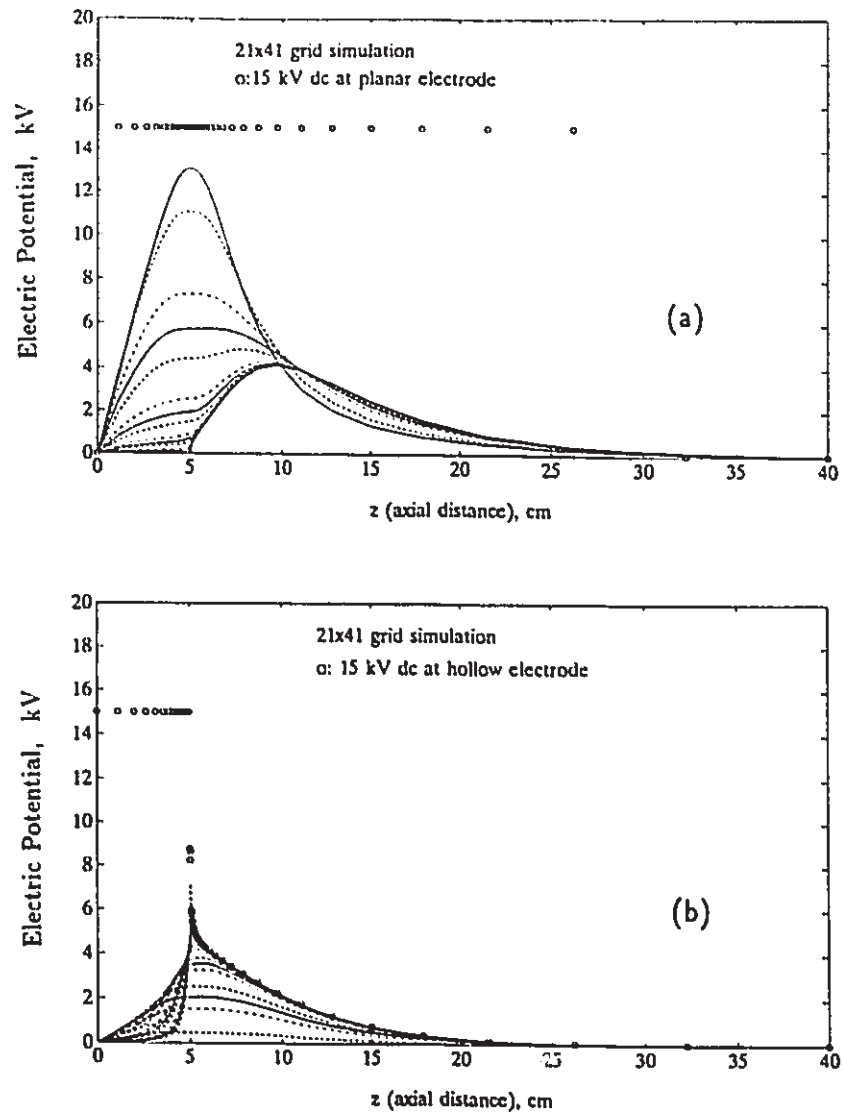 20
18
16
14
12
10
8
6
4
2
0
Electric Potential, kV
21x41 grid simulation
o:15 kV dc at planar electrode
(a)
0 5 10 15 20 25 30 35 40
z (axial distance), cm
20
18
16
14
12
10
8
6
4
2
0
Electric Potential, kV
21x41 grid simulation
o: 15 kV dc at hollow electrode
(b)
0 5 10 15 20 25 30 35 40
z (axial distance), cm